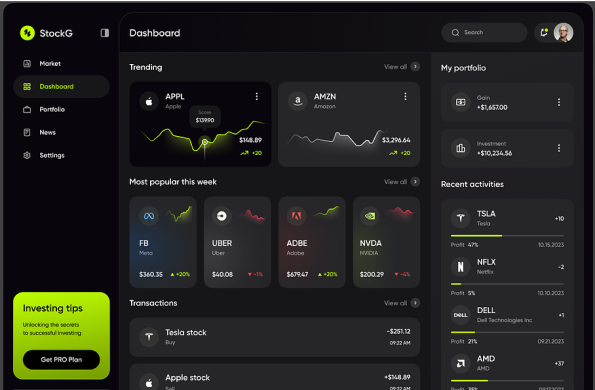 StockG
Market
Dashboard
Portfolio
News
Settings
Investing tips
Unlocking the secrets
to successful investing
Get PRO Plan
Dashboard
Search
Trending
View all
APPL
Apple
Score
$139.90
$148.89
+20
AMZN
Amazon
$3,296.64
+20
Most popular this week
View all
FB
Meta
$360.35
+20%
UBER
Uber
$40.08
-1%
ADBE
Adobe
$679.47
+20%
NVDA
NVIDIA
$200.29
-4%
Transactions
View all
Tesla stock
Buy
-$251.12
09:22 AM
Apple stock
Sell
+$148.89
My portfolio
Gain
+$1,657.00
Investment
+$10,234.56
Recent activities
TSLA
Tesla
+10
Profit 47%
10.15.2023
NFLX
Netflix
-2
Profit 5%
10.10.2023
DELL
DELL
Dell Technologies Inc
+1
Profit 21%
09.21.2023
AMD
AMD
+37